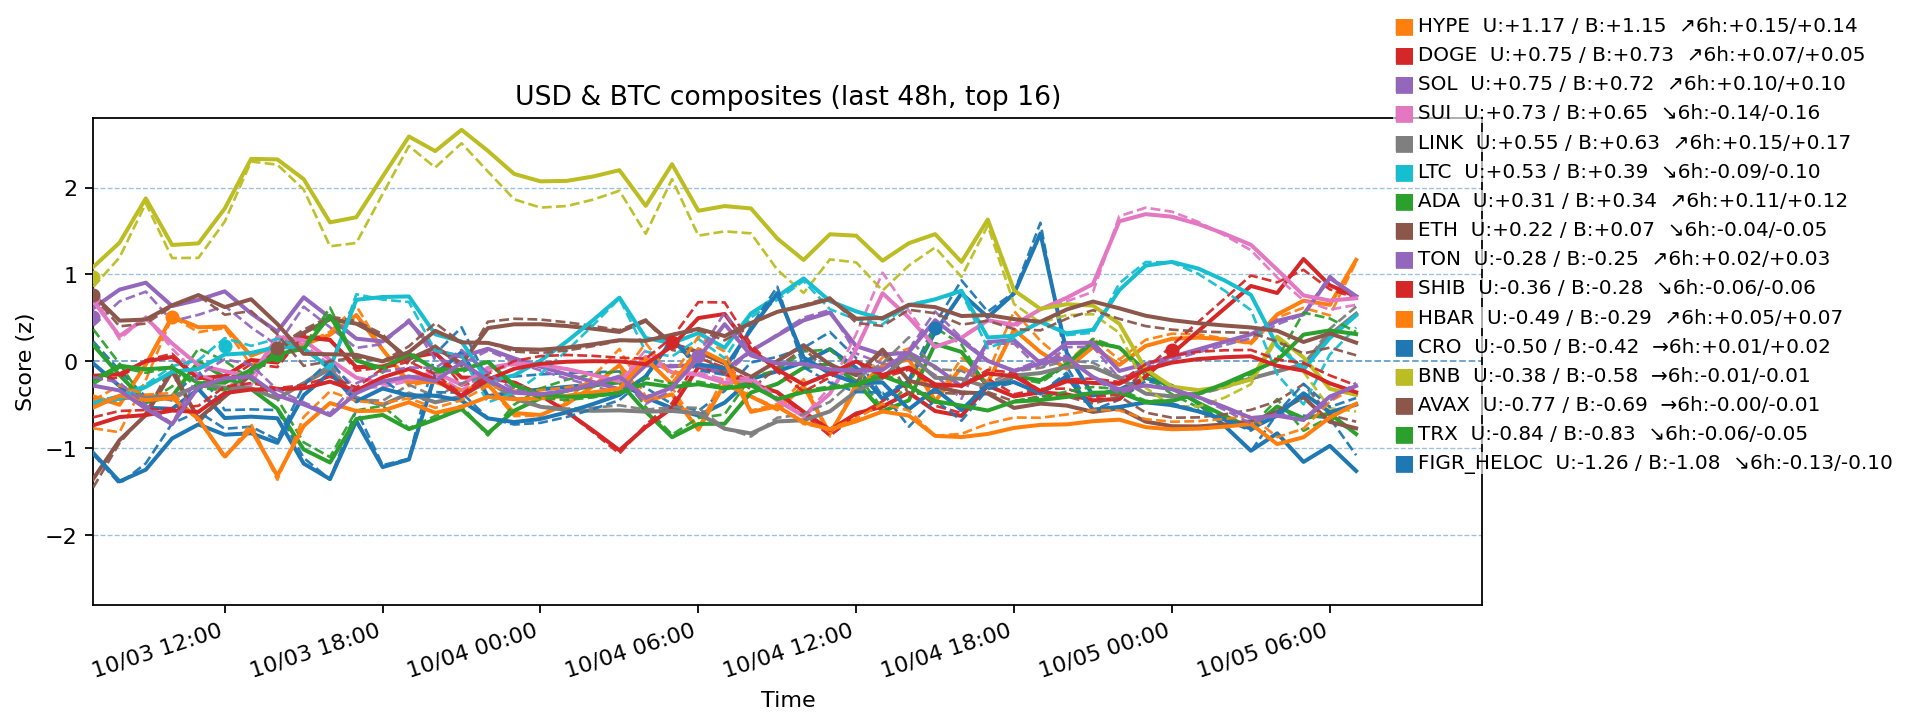 HYPE U:+1.17 / B:+1.15 ↗6h:+0.15/+0.14
DOGE U:+0.75 / B:+0.73 ↗6h:+0.07/+0.05
SOL U:+0.75 / B:+0.72 ↗6h:+0.10/+0.10
USD & BTC composites (last 48h, top 16)
SUI U:+0.73 / B:+0.65 ↘6h:-0.14/-0.16
LINK U:+0.55 / B:+0.63 ↗6h:+0.15/+0.17
LTC U:+0.53 / B:+0.39 ↘6h:-0.09/-0.10
ADA U:+0.31 / B:+0.34 ↗6h:+0.11/+0.12
ETH U:+0.22 / B:+0.07 ↘6h:-0.04/-0.05
TON U:-0.28 / B:-0.25 ↗6h:+0.02/+0.03
SHIB U:-0.36 / B:-0.28 ↘6h:-0.06/-0.06
HBAR U:-0.49 / B:-0.29 ↗6h:+0.05/+0.07
CRO U:-0.50 / B:-0.42 →6h:+0.01/+0.02
BNB U:-0.38 / B:-0.58 →6h:-0.01/-0.01
AVAX U:-0.77 / B:-0.69 →6h:-0.00/-0.01
TRX U:-0.84 / B:-0.83 ↘6h:-0.06/-0.05
FIGR_HELOC U:-1.26 / B:-1.08 ↘6h:-0.13/-0.10
Score (z)
2
1
0
−1
−2
10/03 12:00
10/03 18:00
10/04 00:00
10/04 06:00
10/04 12:00
10/04 18:00
10/05 00:00
10/05 06:00
Time